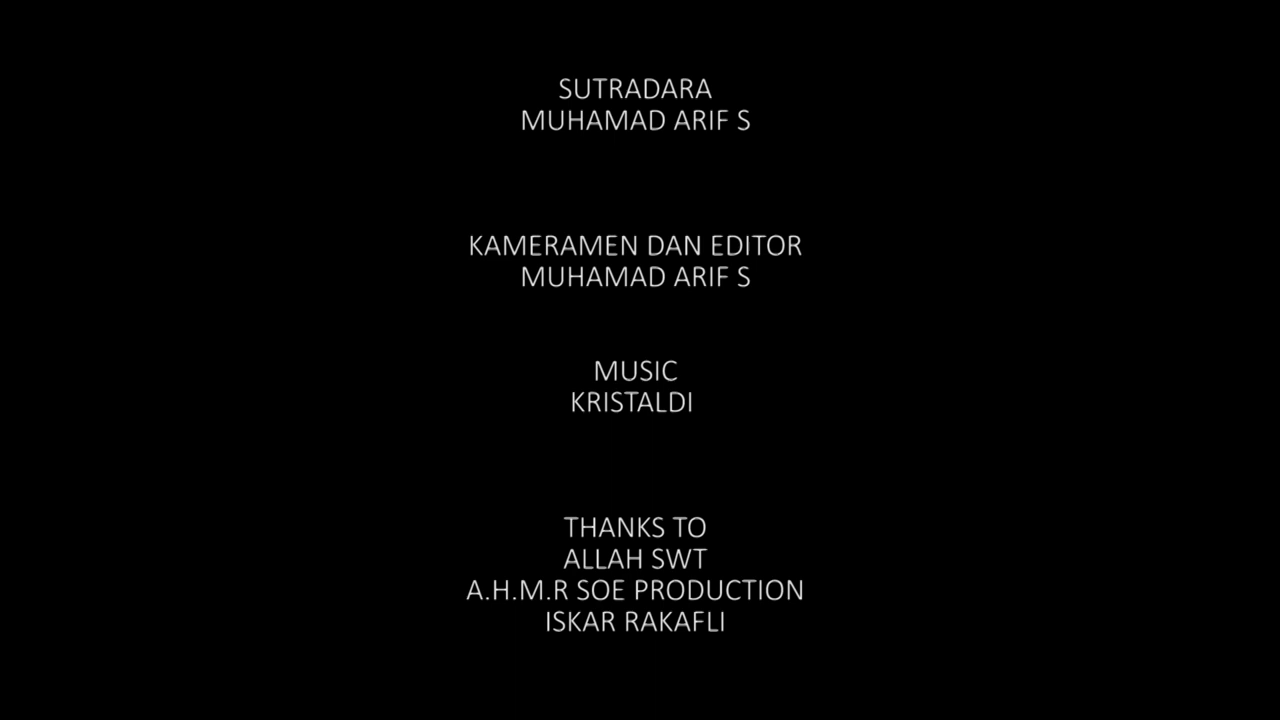 SUTRADARA
MUHAMAD ARIF S
KAMERAMEN DAN EDITOR
MUHAMAD ARIF S
MUSIC
KRISTALDI
THANKS TO
ALLAH SWT
A.H.M.R SOE PRODUCTION
ISKAR RAKAFLI